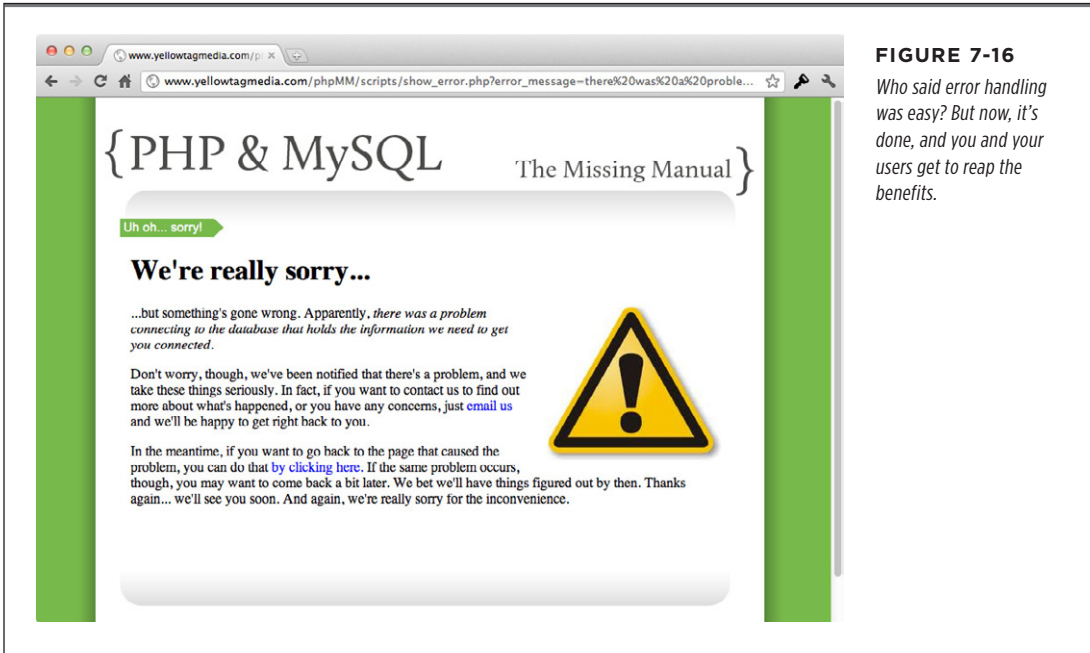 www.yellowtagmedia.com/p
www.yellowtagmedia.com/phpMM/scripts/show_error.php?error_message=there%20was%20a%20proble...
{PHP & MySQL
The Missing Manual}
Uh oh... sorry!
We're really sorry...
...but something's gone wrong. Apparently, there was a problem
connecting to the database that holds the information we need to get
you connected.
Don't worry, though, we've been notified that there's a problem, and we
take these things seriously. In fact, if you want to contact us to find out
more about what's happened, or you have any concerns, just email us
and we'll be happy to get right back to you.
In the meantime, if you want to go back to the page that caused the
problem, you can do that by clicking here. If the same problem occurs,
though, you may want to come back a bit later. We bet we'll have things figured out by then. Thanks
again... we'll see you soon. And again, we're really sorry for the inconvenience.
FIGURE 7-16
Who said error handling
was easy? But now, it's
done, and you and your
users get to reap the
benefits.